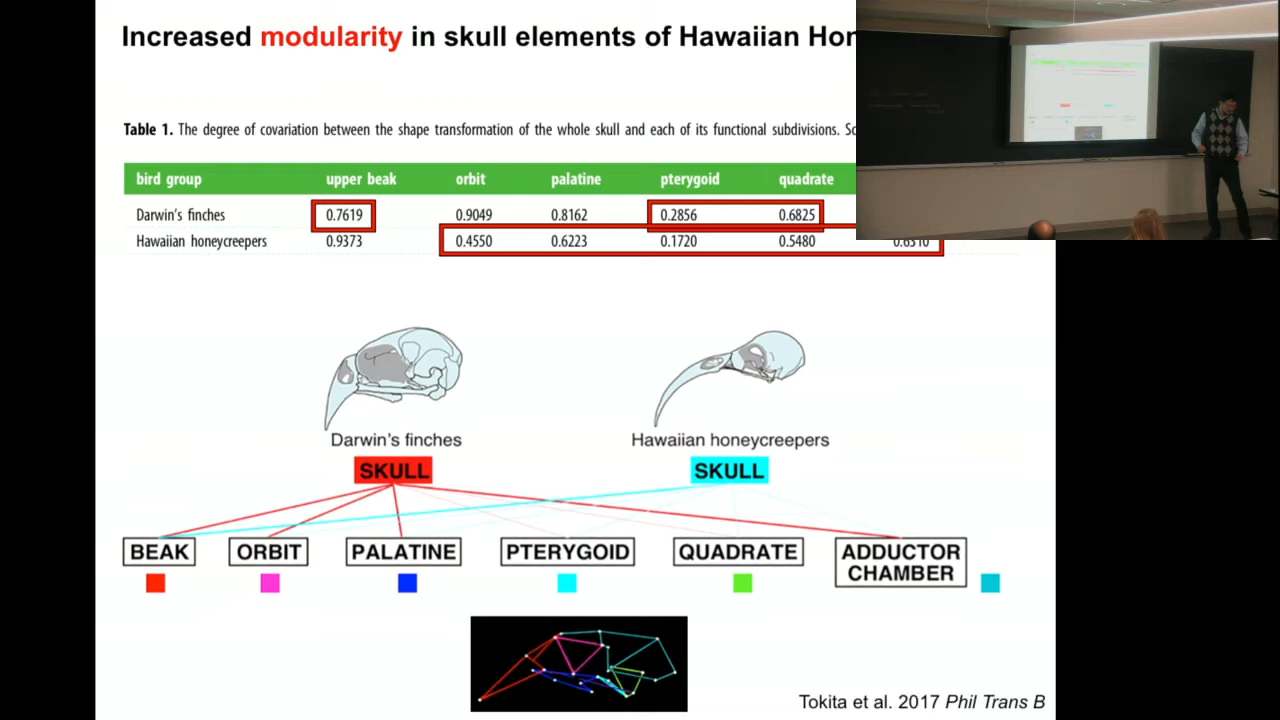 Increased modularity in skull elements of Hawaiian
Table 1. The degree of covariation between the shape transformation of the whole skull and each of its functional subdivisions.
bird group upper beak orbit palatine pterygoid quadrate
Darwin's finches 0.7619 0.9049 0.8162 0.2856 0.6825
Hawaiian honeycreepers 0.9373 0.4550 0.6223 0.1720 0.5480
Darwin's finches Hawaiian honeycreepers
SKULL SKULL
BEAK ORBIT PALATINE PTERYGOID QUADRATE ADDUCTOR
CHAMBER
Tokita et al. 2017 Phil Trans B